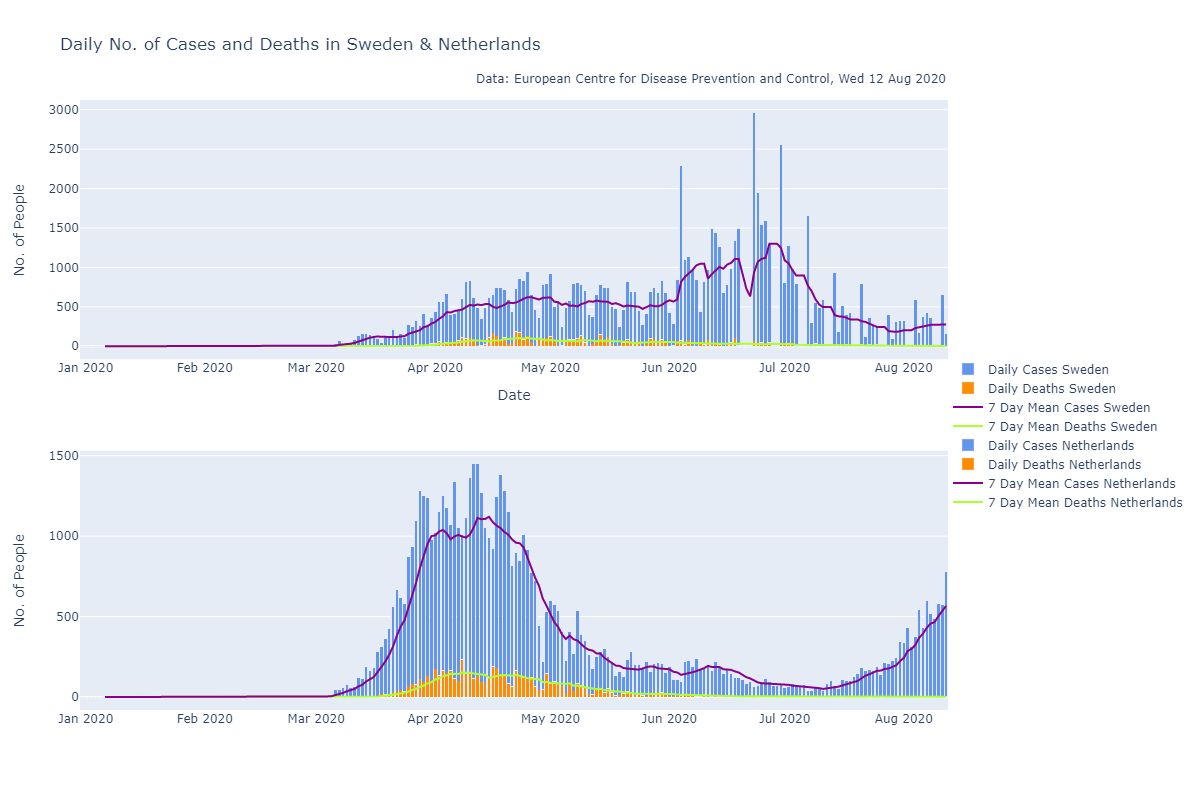 Daily No. of Cases and Deaths in Sweden & Netherlands
Data: European Centre for Disease Prevention and Control, Wed 12 Aug 2020
No. of People
3000
2500
2000
1500
1000
500
0
Jan 2020 Feb 2020 Mar 2020 Apr 2020 May 2020 Jun 2020 Jul 2020 Aug 2020
Date
Daily Cases Sweden
Daily Deaths Sweden
7 Day Mean Cases Sweden
7 Day Mean Deaths Sweden
Daily Cases Netherlands
Daily Deaths Netherlands
7 Day Mean Cases Netherlands
7 Day Mean Deaths Netherlands
No. of People
1500
1000
500
0
Jan 2020 Feb 2020 Mar 2020 Apr 2020 May 2020 Jun 2020 Jul 2020 Aug 2020